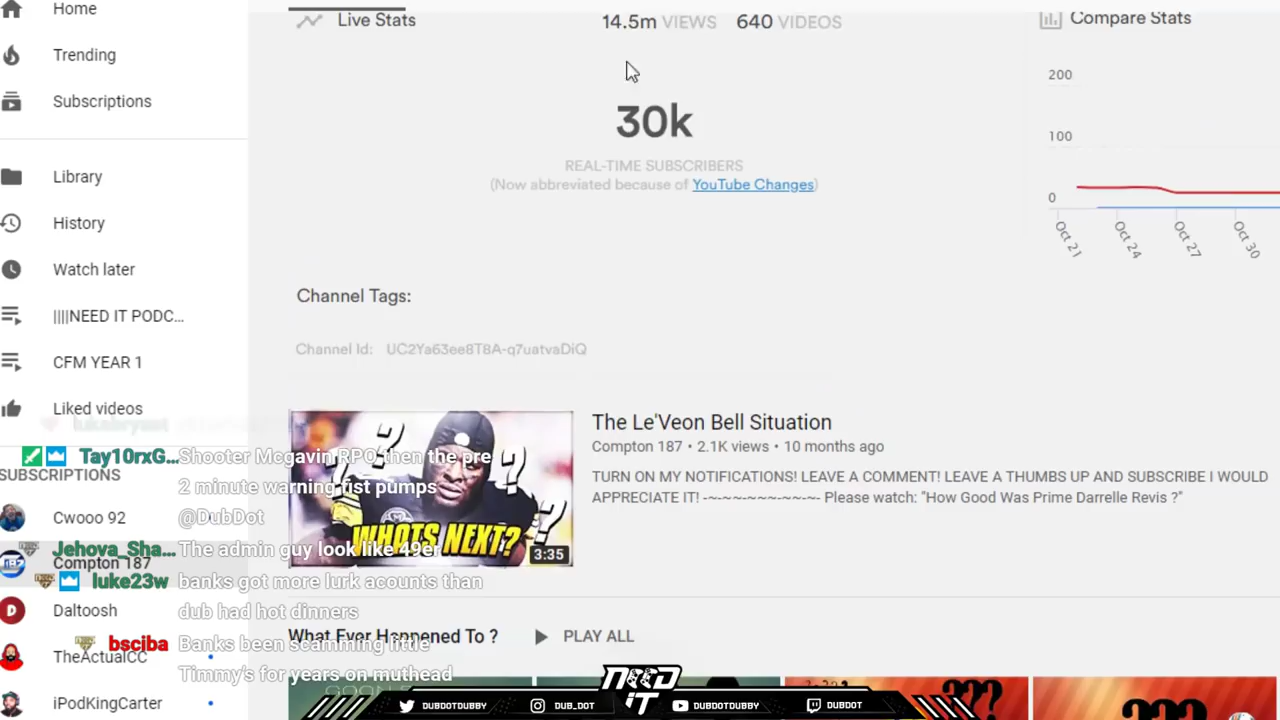 Home
Trending
Subscriptions
Library
History
Watch later
||||NEED IT PODC...
CFM YEAR 1
Liked videos
SUBSCRIPTIONS
Cwooo 92
Compton 187
Daltoosh
TheActualCC
iPodKingCarter
Live Stats
14.5m VIEWS 640 VIDEOS
30k
REAL-TIME SUBSCRIBERS
(Now abbreviated because of YouTube Changes)
Compare Stats
200
100
0
Oct 21
Oct 24
Oct 27
Oct 30
Channel Tags:
Channel Id: UC2Ya63ee8T8A-q7uatvaDiQ
WHATS NEXT?
3:35
The Le'Veon Bell Situation
Compton 187 • 2.1K views • 10 months ago
TURN ON MY NOTIFICATIONS! LEAVE A COMMENT! LEAVE A THUMBS UP AND SUBSCRIBE I WOULD
APPRECIATE IT! -~-~~-~~~-~~-~- Please watch: "How Good Was Prime Darrelle Revis ?"
What Ever Happened To ? PLAY ALL
lukebryant
Tay10rxG... Shooter Mcgavin RPO then the pre
2 minute warning fist pumps
@DubDot
Jehova_Sha... The admin guy look like 49er
luke23w banks got more lurk acounts than
dub had hot dinners
bscjba Banks been scamming little
Timmy's for years on muthead
NEED IT
DUBDOTDUBBY
DUB_DOT
DUBDOTDUBBY
DUBDOT